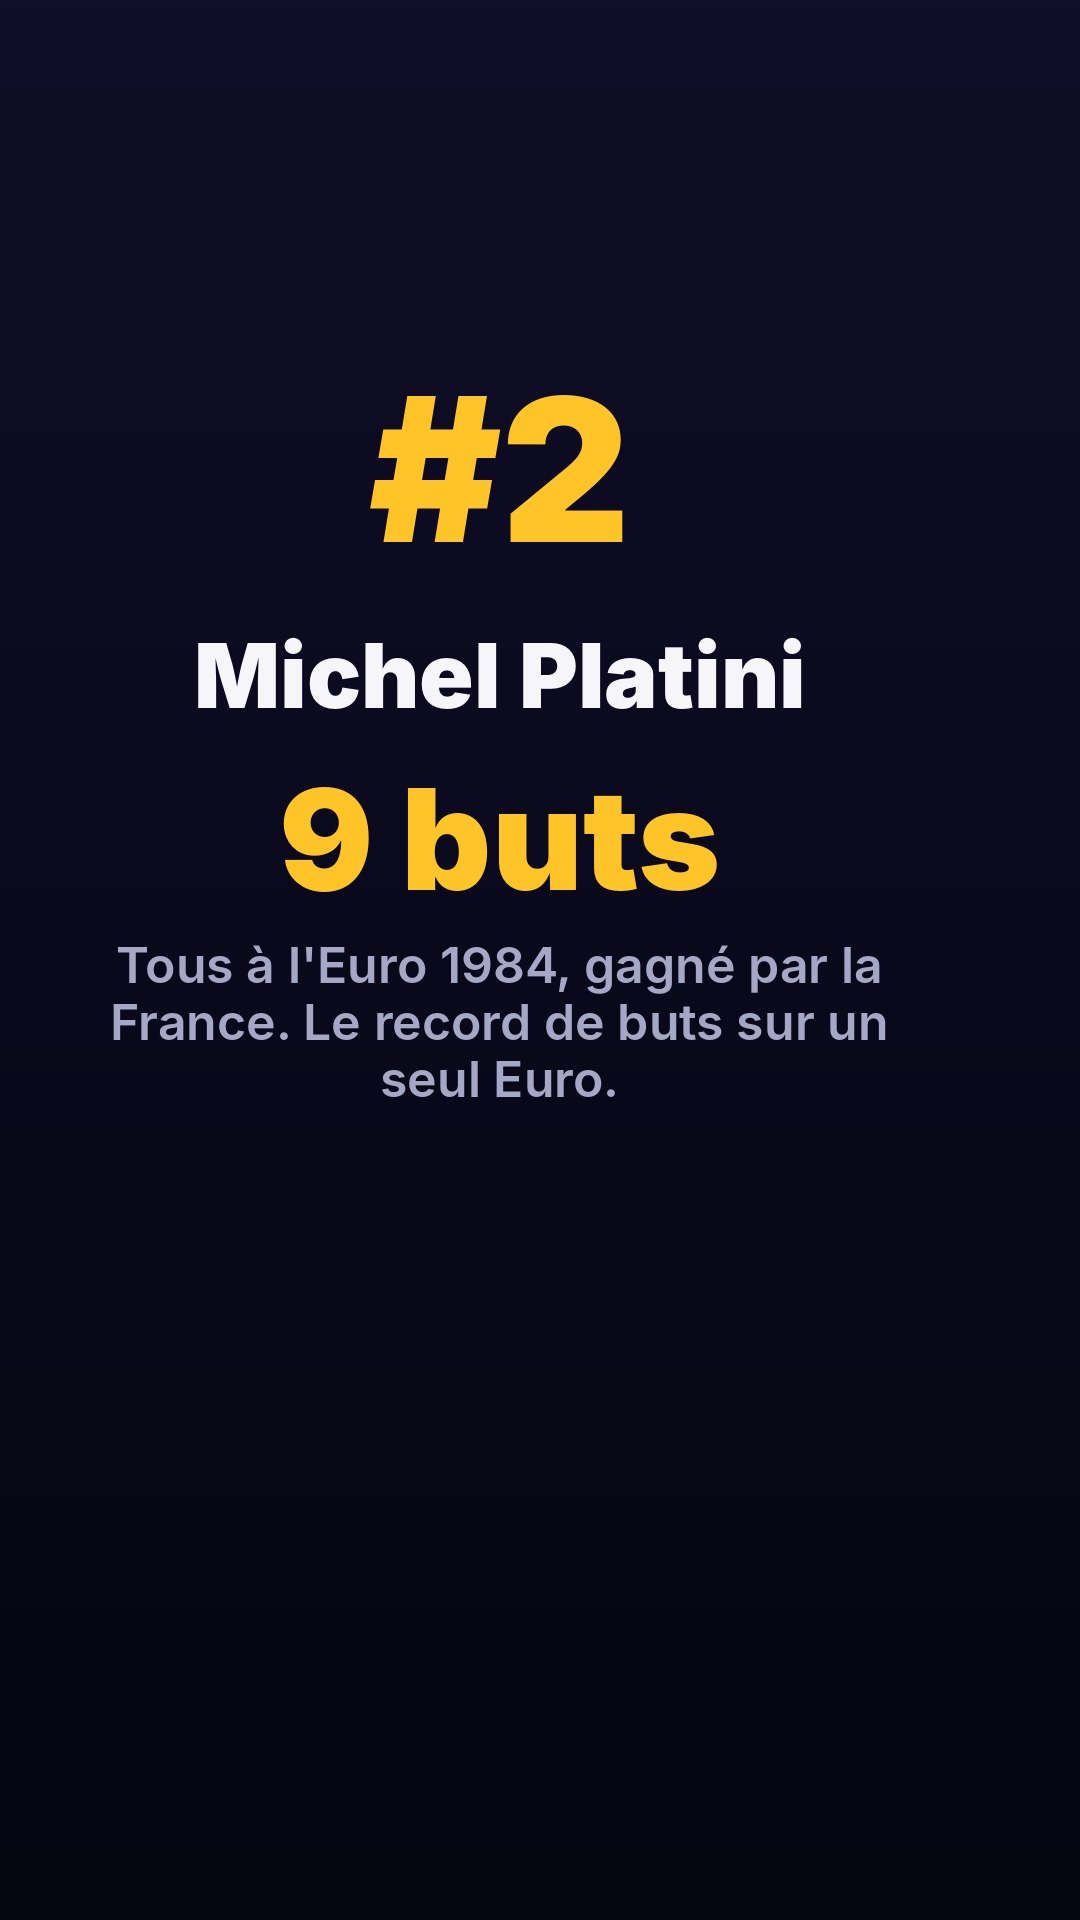 #2
Michel Platini
9 buts
Tous à l'Euro 1984, gagné par la
France. Le record de buts sur un
seul Euro.